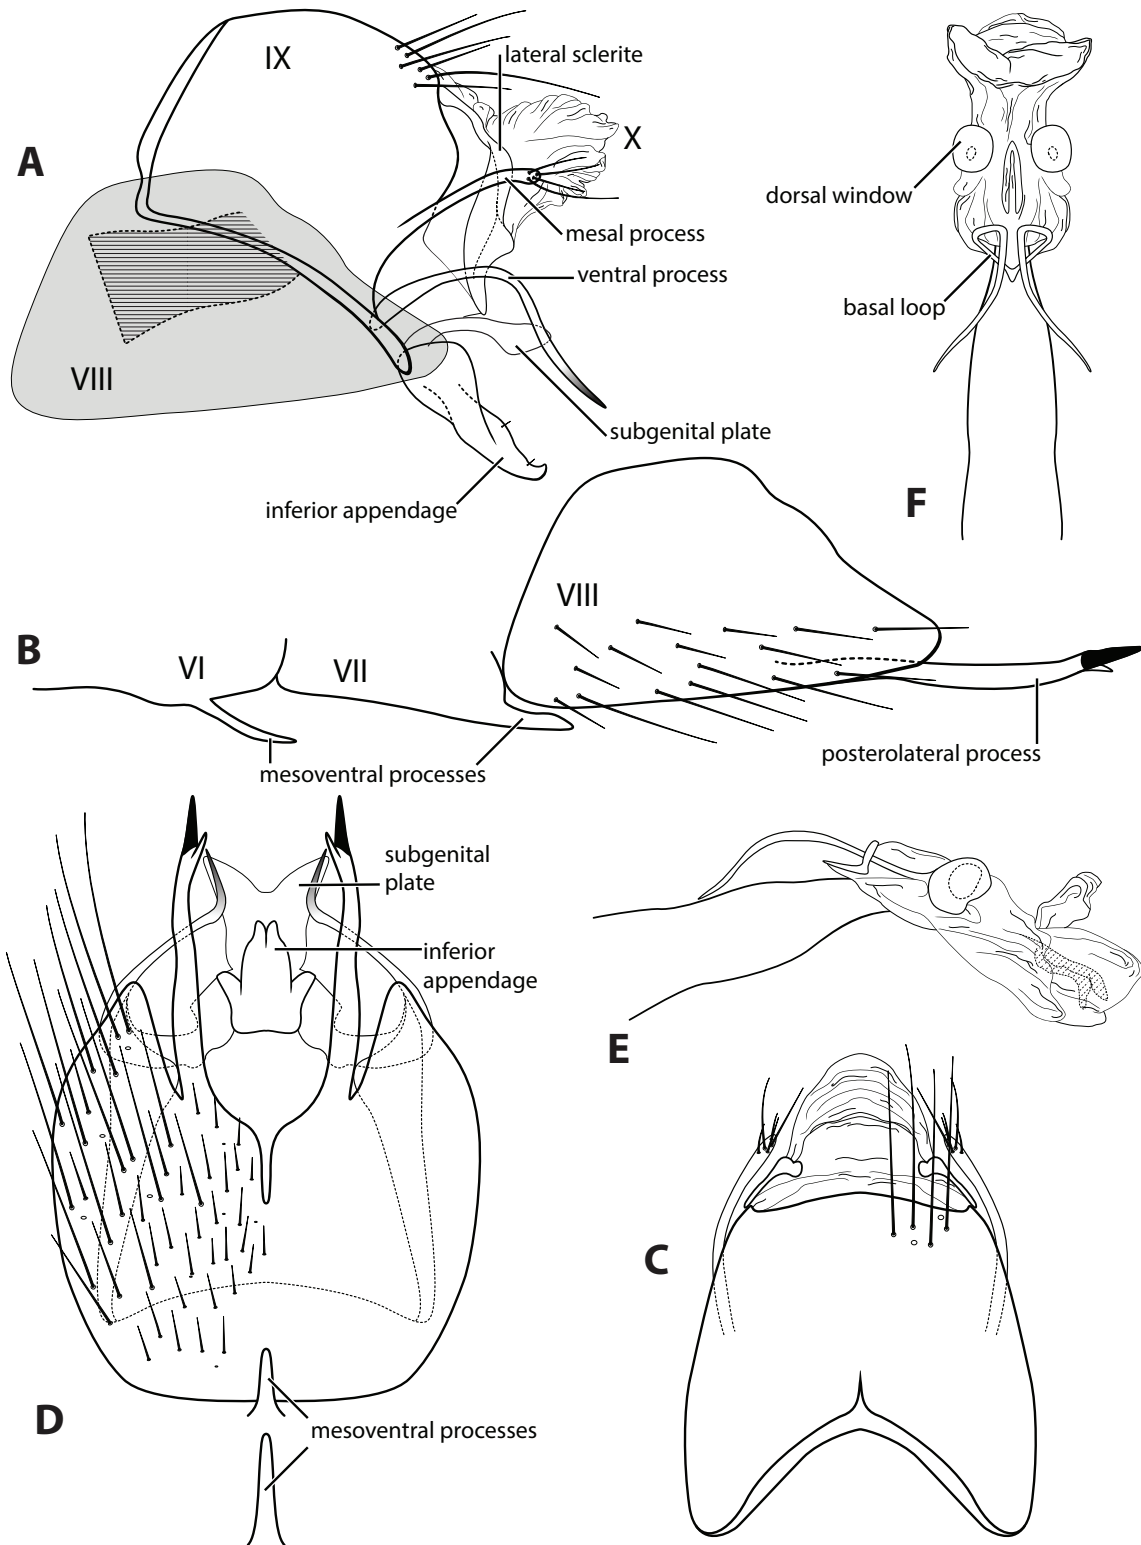 IX
lateral sclerite
X
A
dorsal window
mesal process
ventral process
basal loop
VIII
subgenital plate
inferior appendage
F
VIII
B
VI
VII
posterolateral process
mesoventral processes
subgenital
plate
inferior
appendage
E
C
D
mesoventral processes